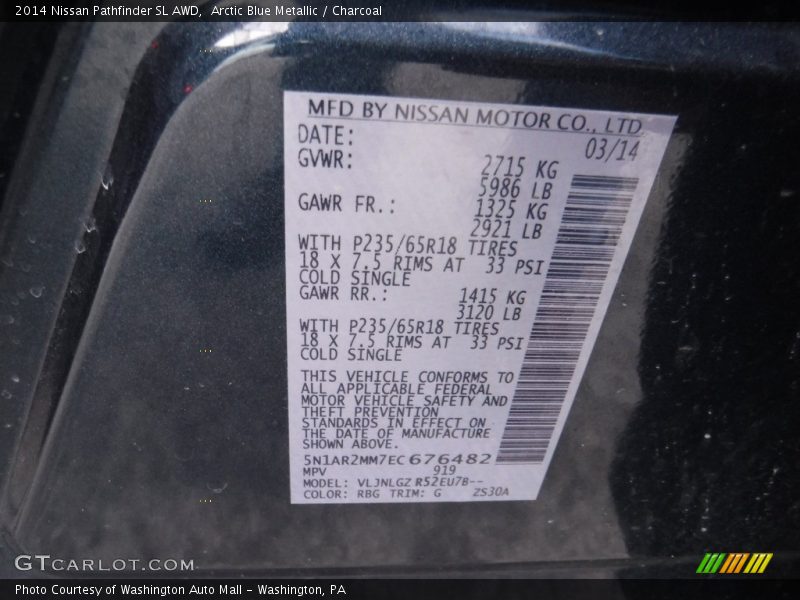 2014 Nissan Pathfinder SL AWD,  Arctic Blue Metallic / Charcoal
MFD BY NISSAN MOTOR CO., LTD.
DATE: 03/14
GVWR: 2715 KG
5986 LB
GAWR FR.: 1325 KG
2921 LB
WITH P235/65R18 TIRES
18 X 7.5 RIMS AT 33 PSI
COLD SINGLE
GAWR RR.: 1415 KG
3120 LB
WITH P235/65R18 TIRES
18 X 7.5 RIMS AT 33 PSI
COLD SINGLE
THIS VEHICLE CONFORMS TO
ALL APPLICABLE FEDERAL
MOTOR VEHICLE SAFETY AND
THEFT PREVENTION
STANDARDS IN EFFECT ON
THE DATE OF MANUFACTURE
SHOWN ABOVE.
5N1AR2MM7EC676482
MPV 919
MODEL: VLJNLGZ R52EU7B--
COLOR: RBG TRIM: G ZS30A
GTCARLOT.COM
Photo Courtesy of Washington Auto Mall – Washington, PA